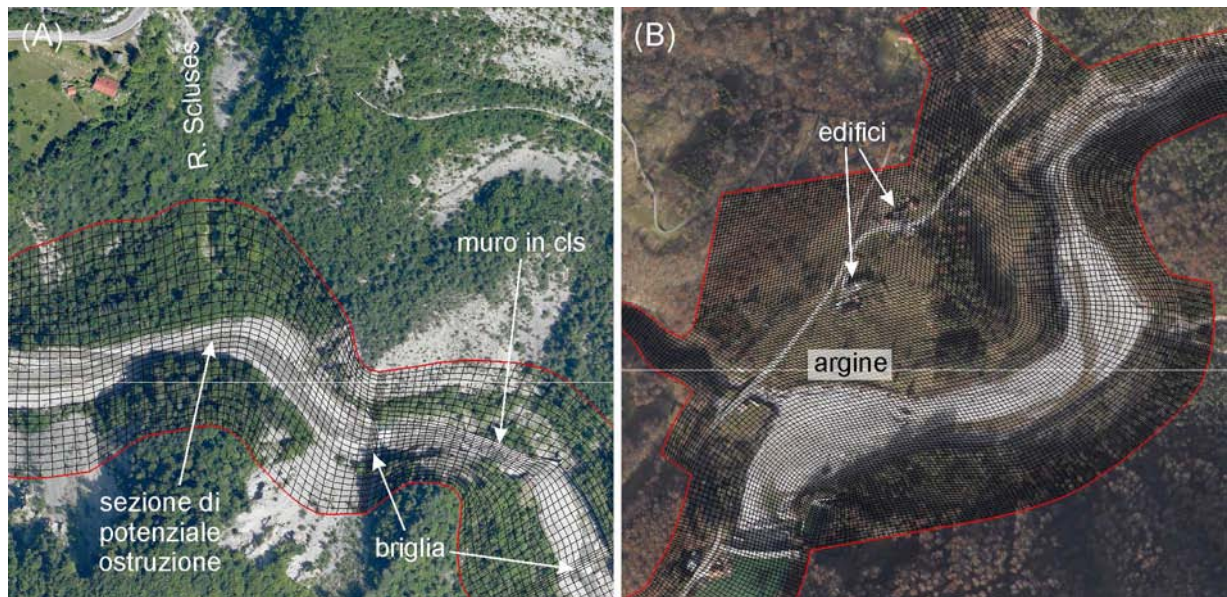 (A)
R. Scluses
muro in cls
sezione di
potenziale
ostruzione
briglia
(B)
edifici
argine